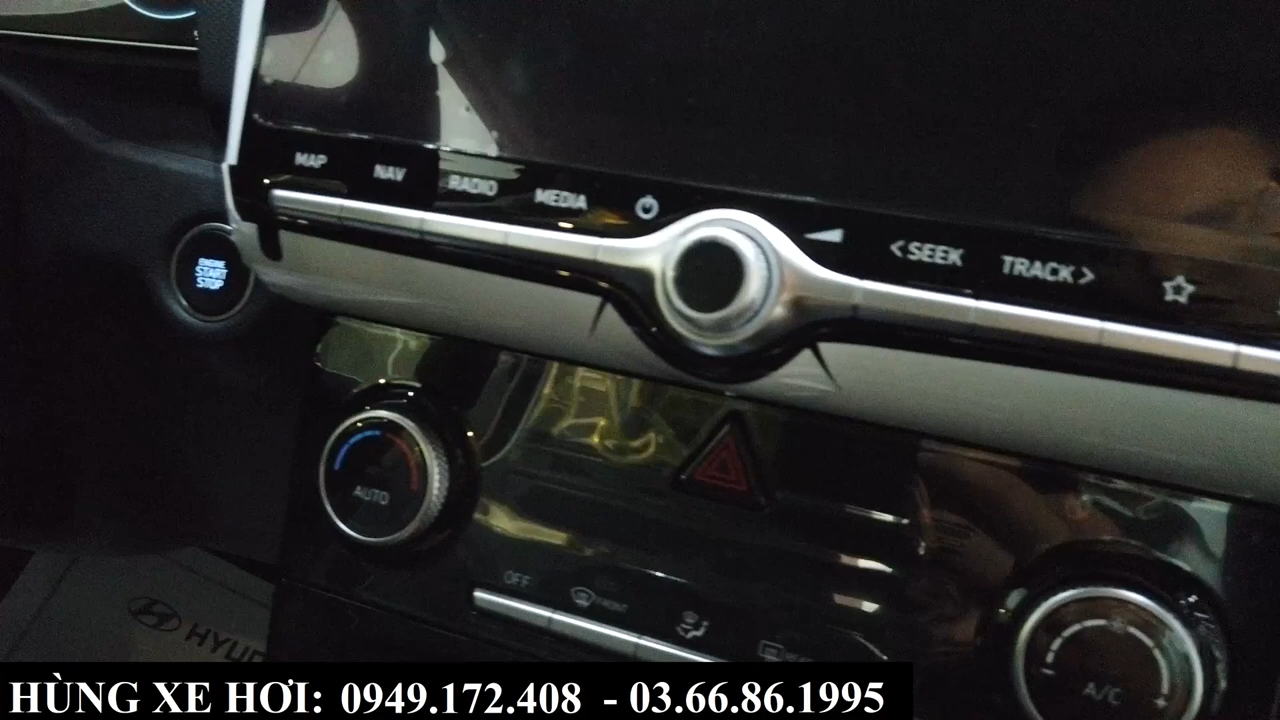 MAP NAV RADIO MEDIA < SEEK TRACK >
ENGINE
START
STOP
AUTO
OFF
FRONT
A/C
HYUN
HÙNG XE HƠI: 0949.172.408 - 03.66.86.1995